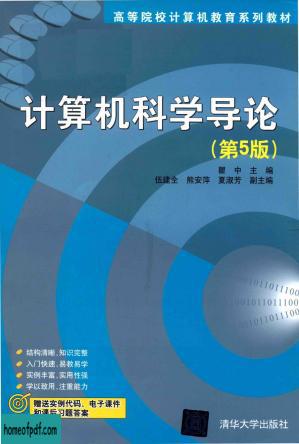 高等院校计算机教育系列教材
计算机科学导论
(第5版)
瞿 中 主 编
伍建全 熊安萍 夏淑芳 副主编
10101010101
结构清晰,知识完整
入门快速,易教易学
实例丰富,实用性强
学以致用,注重能力
赠送实例代码、电子课件
和课后习题答案
homeofpdf.com
清华大学出版社